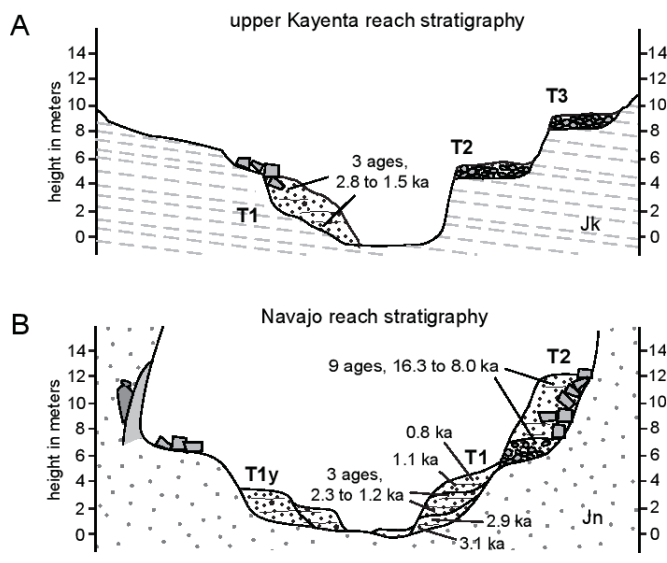 A
upper Kayenta reach stratigraphy
height in meters
14
12
10
8
6
4
2
0
T3
T2
3 ages,
2.8 to 1.5 ka
T1
Jk
14
12
10
8
6
4
2
0
B
Navajo reach stratigraphy
height in meters
14
12
10
8
6
4
2
0
T2
9 ages, 16.3 to 8.0 ka
0.8 ka
T1
1.1 ka
T1y
3 ages,
2.3 to 1.2 ka
2.9 ka
3.1 ka
Jn
14
12
10
8
6
4
2
0